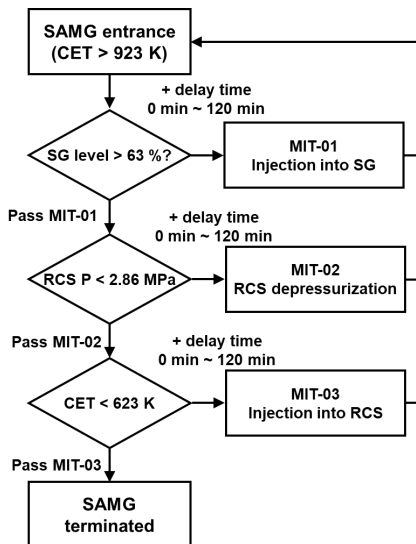 SAMG entrance
(CET > 923 K)
+ delay time
0 min ~ 120 min
SG level > 63 %?
MIT-01
Injection into SG
Pass MIT-01
+ delay time
0 min ~ 120 min
RCS P < 2.86 MPa
MIT-02
RCS depressurization
Pass MIT-02
+ delay time
0 min ~ 120 min
CET < 623 K
MIT-03
Injection into RCS
Pass MIT-03
SAMG
terminated